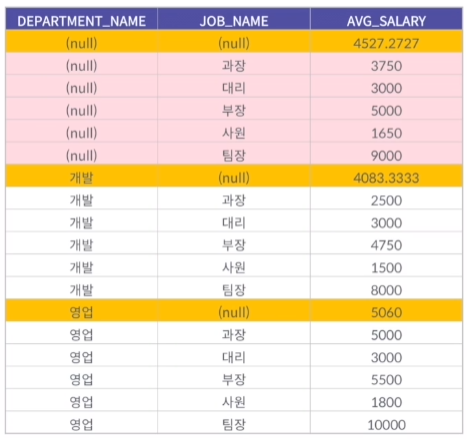 DEPARTMENT_NAME JOB_NAME AVG_SALARY
(null) (null) 4527.2727
(null) 과장 3750
(null) 대리 3000
(null) 부장 5000
(null) 사원 1650
(null) 팀장 9000
개발 (null) 4083.3333
개발 과장 2500
개발 대리 3000
개발 부장 4750
개발 사원 1500
개발 팀장 8000
영업 (null) 5060
영업 과장 5000
영업 대리 3000
영업 부장 5500
영업 사원 1800
영업 팀장 10000